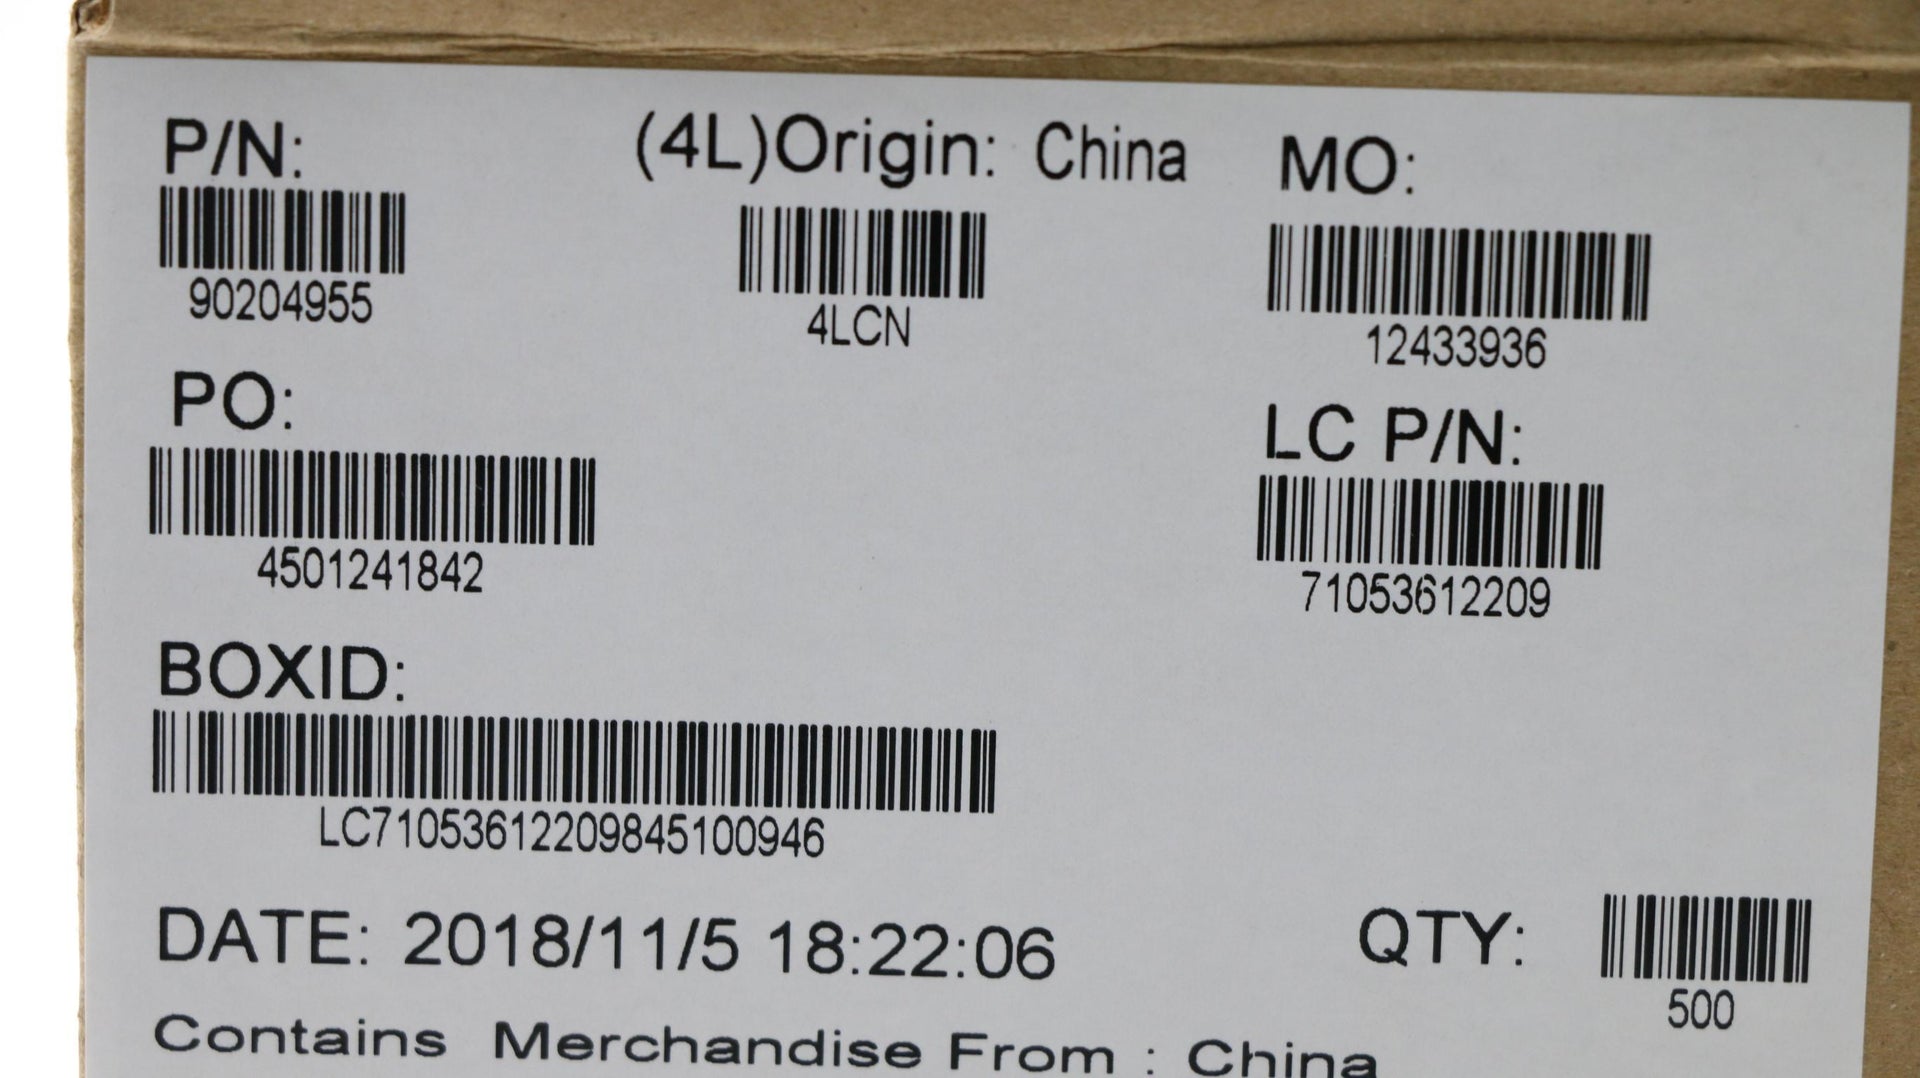 P/N:
(4L)Origin: China
MO:
90204955
4LCN
12433936
PO:
LC P/N:
4501241842
71053612209
BOXID:
LC71053612209845100946
DATE: 2018/11/5 18:22:06
QTY:
500
Contains Merchandise From : China